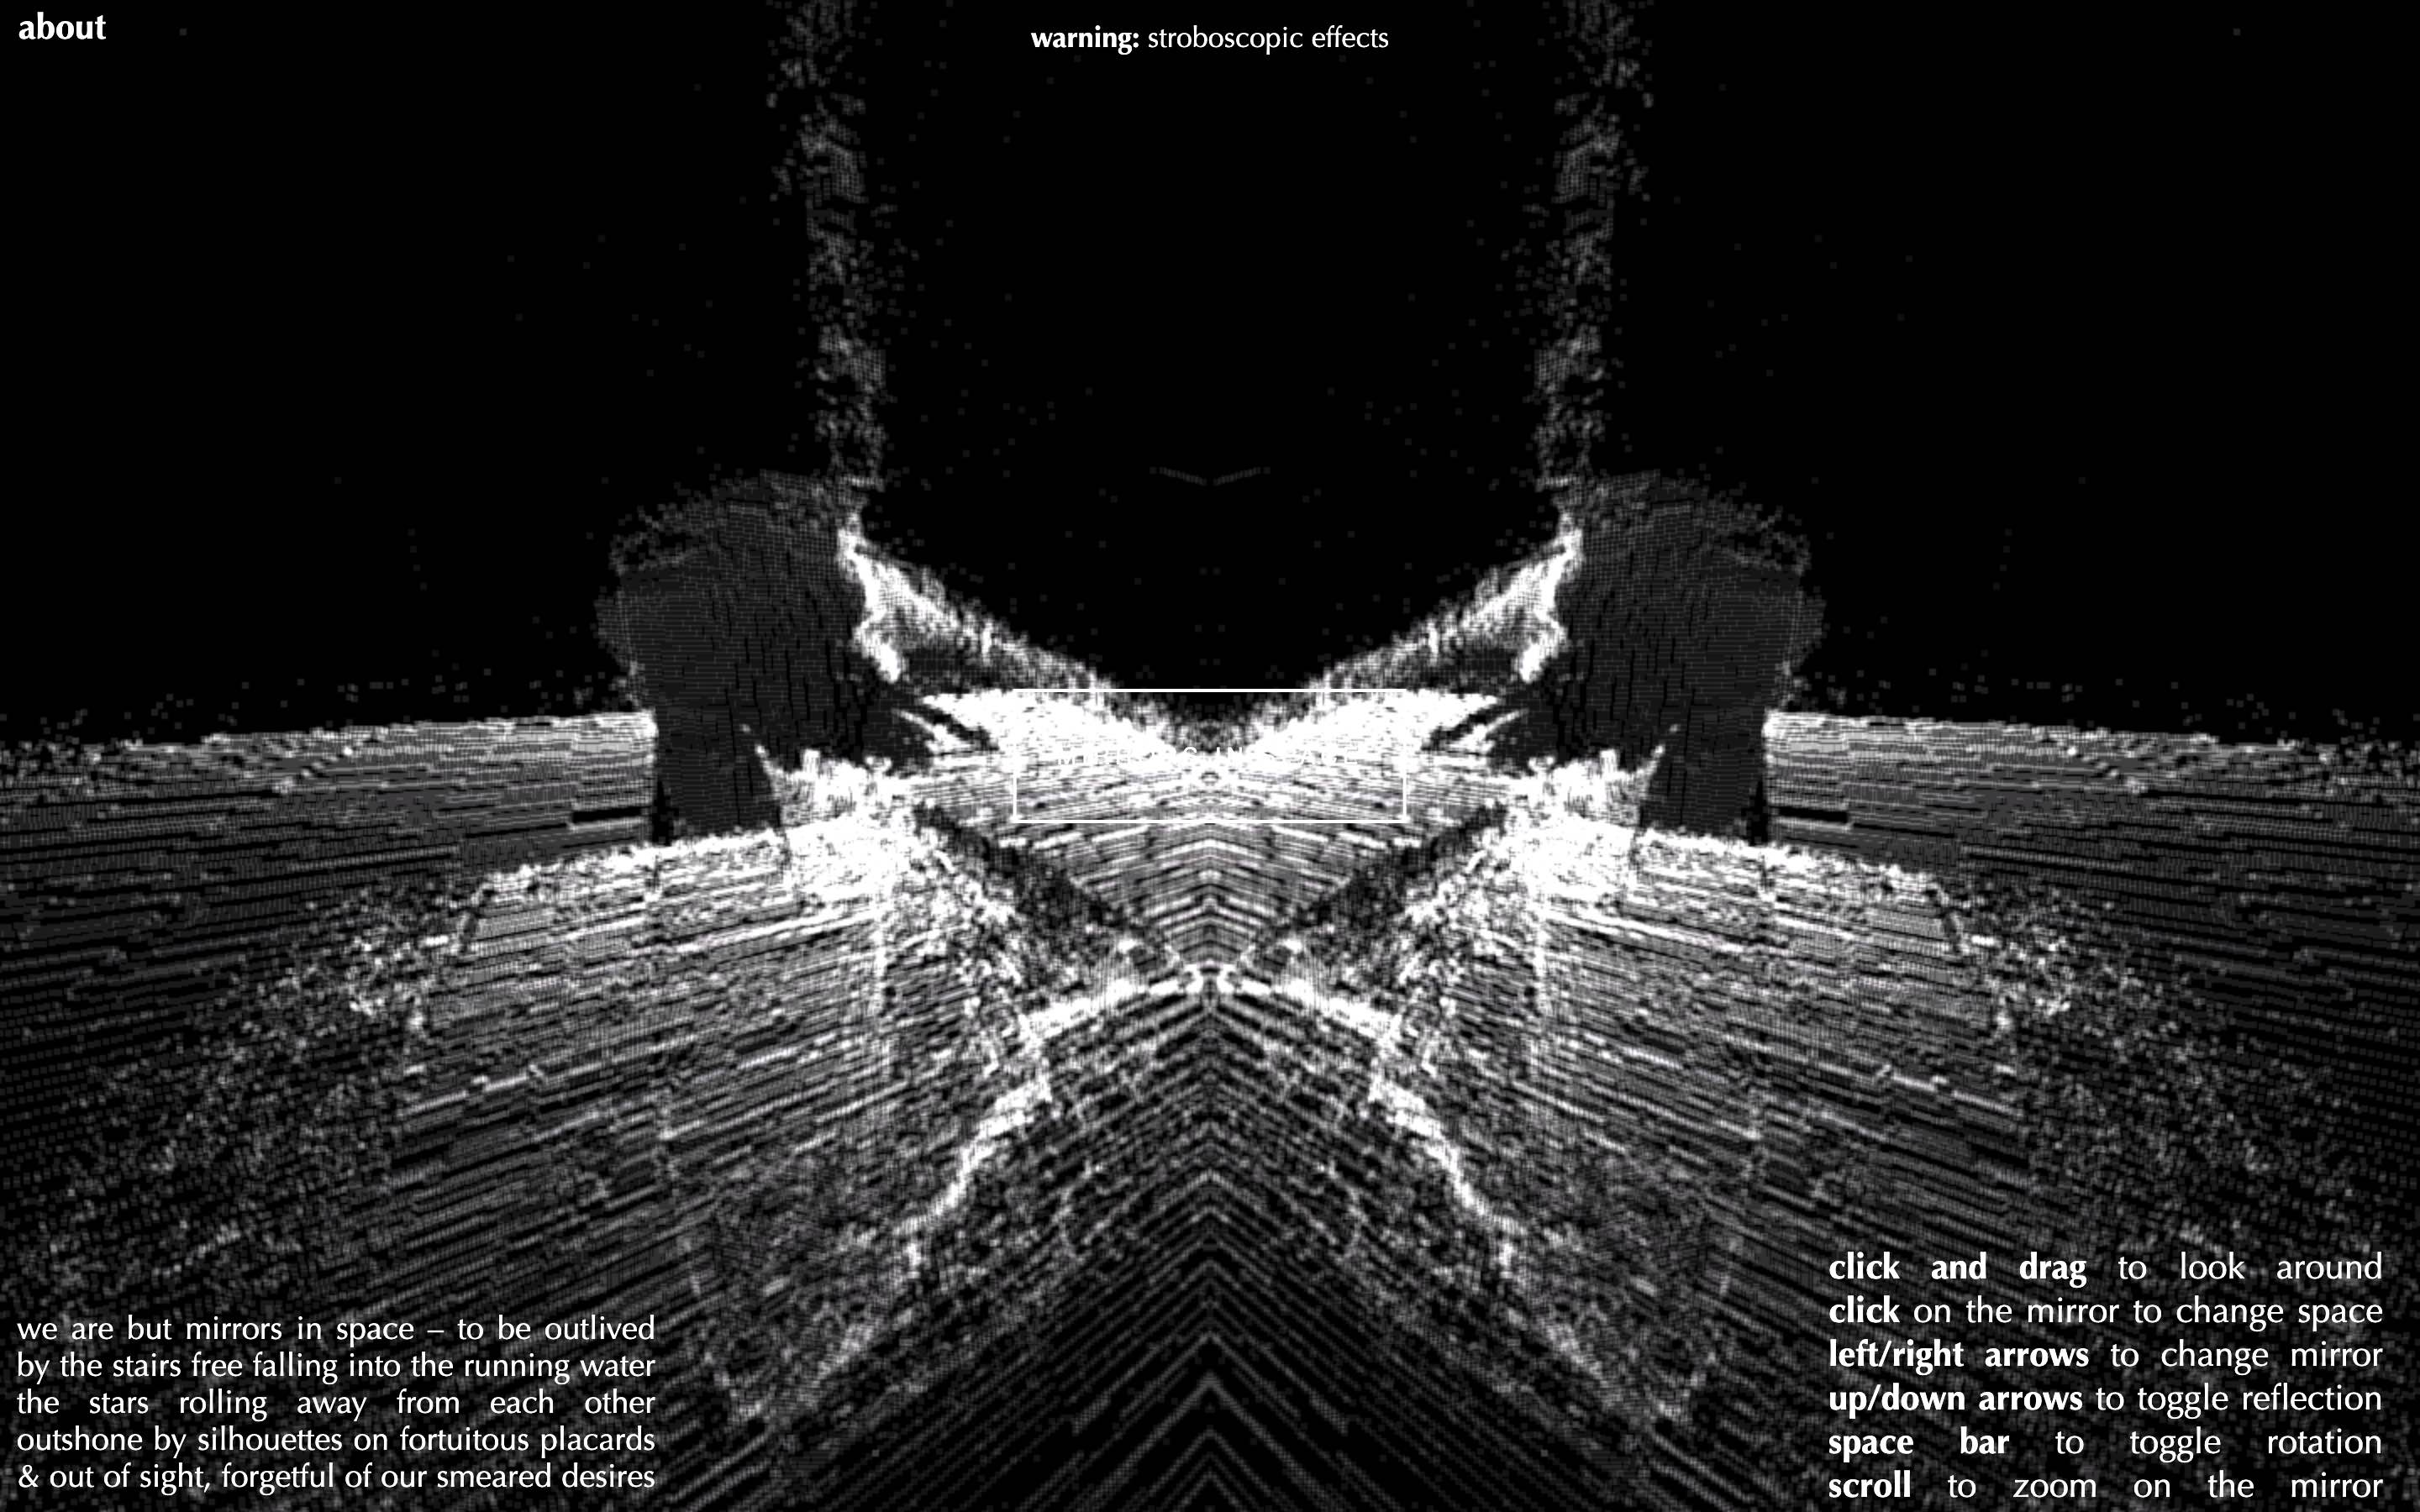 about
warning: stroboscopic effects
we are but mirrors in space – to be outlived
by the stairs free falling into the running water
the stars rolling away from each other
outshone by silhouettes on fortuitous placards
& out of sight, forgetful of our smeared desires
click and drag to look around
click on the mirror to change space
left/right arrows to change mirror
up/down arrows to toggle reflection
space bar to toggle rotation
scroll to zoom on the mirror